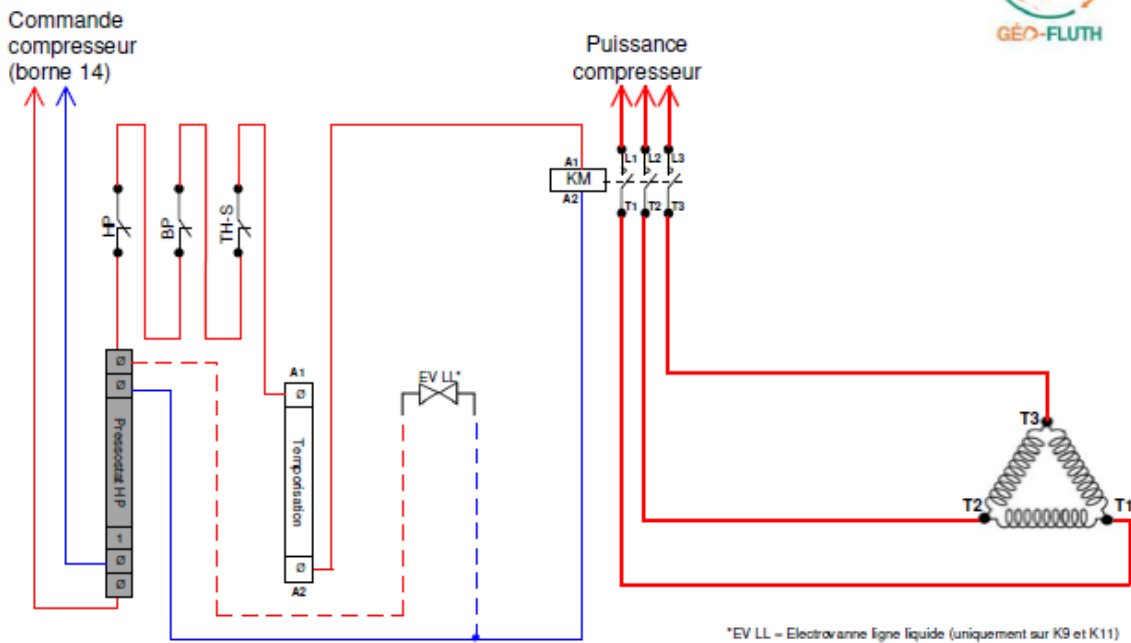 Commande
compresseur
(borne 14)
GÉO-FLUTH
Puissance
compresseur
L1 L2 L3
A1
KM
A2
T1 T2 T3
HP
BP
TH-S
Ø
Ø
Pressostat HP
1
Ø
Ø
A1
Ø
Temporisation
Ø
A2
EV LL*
T3
T2
T1
*EV LL = Electrovanne ligne liquide (uniquement sur K9 et K11)